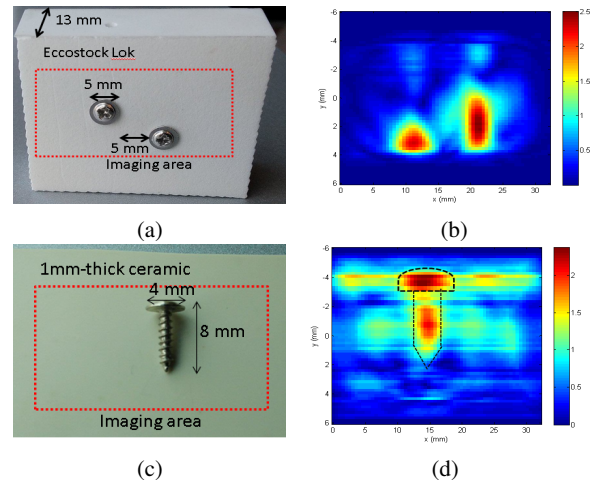 13 mm
Eccostock Lok
5 mm
5 mm
Imaging area
(a)
-6
-4
-2
0
2
4
6
y (mm)
0
5
10
15
20
25
30
x (mm)
2.5
2
1.5
1
0.5
(b)
1mm-thick ceramic
4 mm
8 mm
Imaging area
(c)
-6
-4
-2
0
2
4
6
y (mm)
0
5
10
15
20
25
30
x (mm)
2
1.5
1
0.5
0
(d)